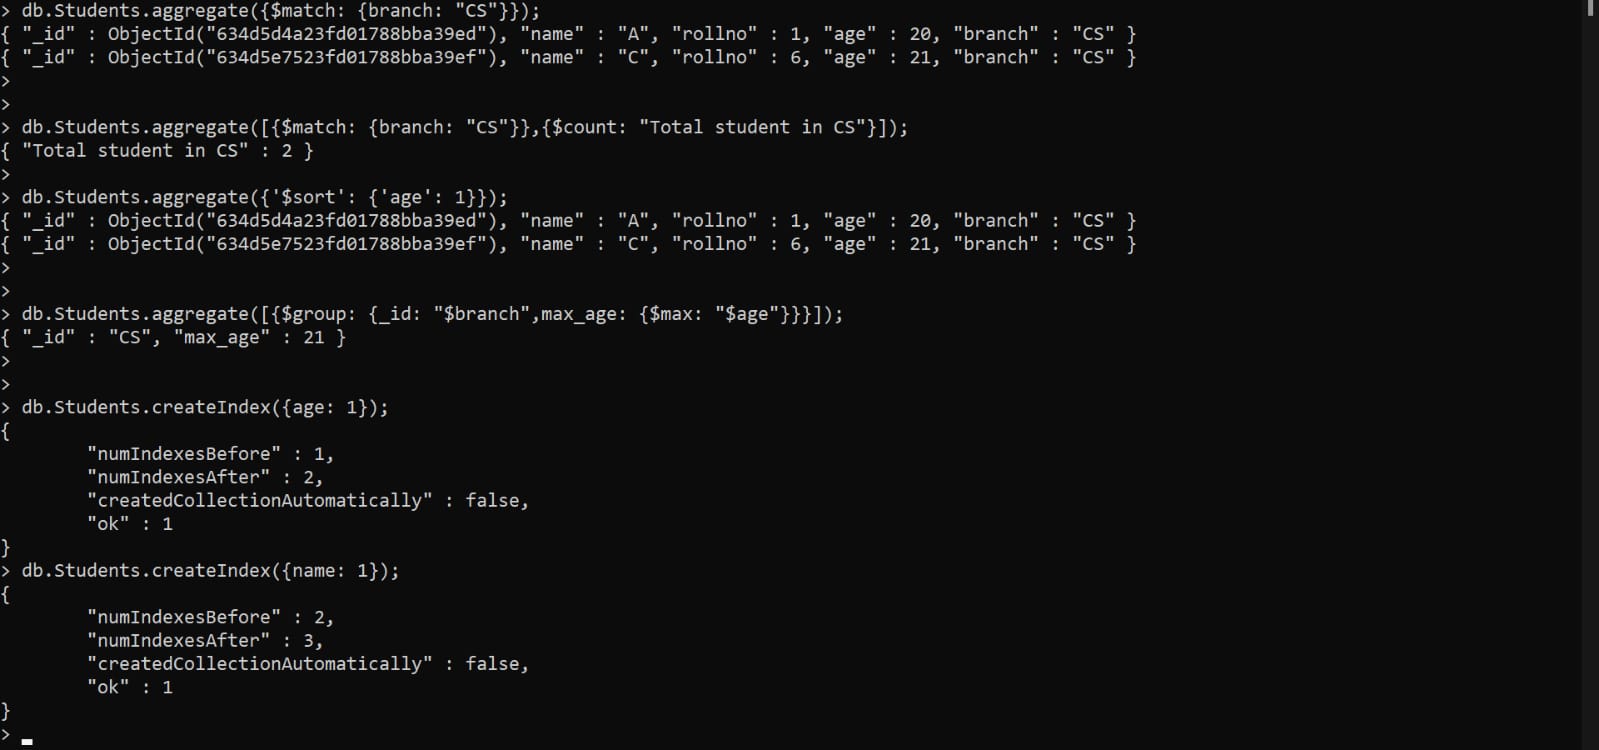 > db.Students.aggregate({$match: {branch: "CS"}});
{ "_id" : ObjectId("634d5d4a23fd01788bba39ed"), "name" : "A", "rollno" : 1, "age" : 20, "branch" : "CS" }
{ "_id" : ObjectId("634d5e7523fd01788bba39ef"), "name" : "C", "rollno" : 6, "age" : 21, "branch" : "CS" }
>
>
> db.Students.aggregate([{$match: {branch: "CS"}},{$count: "Total student in CS"}]);
{ "Total student in CS" : 2 }
>
> db.Students.aggregate({'$sort': {'age': 1}});
{ "_id" : ObjectId("634d5d4a23fd01788bba39ed"), "name" : "A", "rollno" : 1, "age" : 20, "branch" : "CS" }
{ "_id" : ObjectId("634d5e7523fd01788bba39ef"), "name" : "C", "rollno" : 6, "age" : 21, "branch" : "CS" }
>
>
> db.Students.aggregate([{$group: {_id: "$branch",max_age: {$max: "$age"}}}]);
{ "_id" : "CS", "max_age" : 21 }
>
>
> db.Students.createIndex({age: 1});
{
        "numIndexesBefore" : 1,
        "numIndexesAfter" : 2,
        "createdCollectionAutomatically" : false,
        "ok" : 1
}
> db.Students.createIndex({name: 1});
{
        "numIndexesBefore" : 2,
        "numIndexesAfter" : 3,
        "createdCollectionAutomatically" : false,
        "ok" : 1
}
>